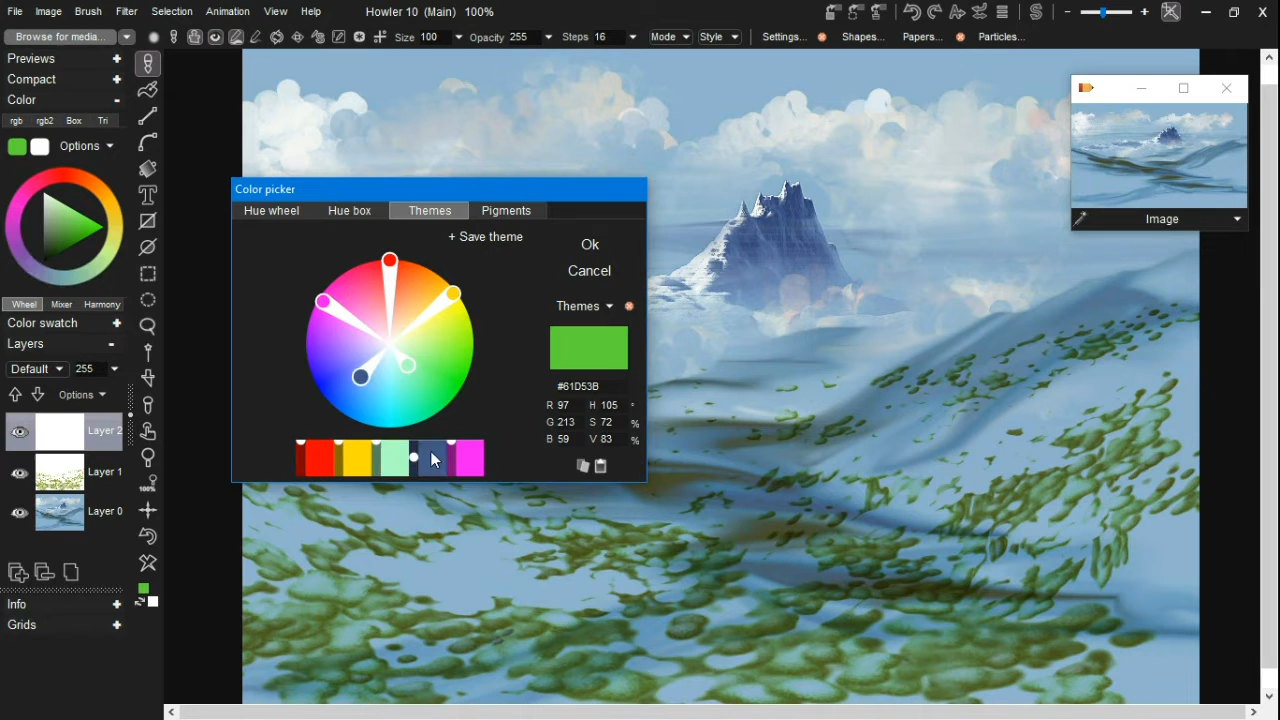 File Image Brush Filter Selection Animation View Help Howler 10 (Main) 100%
Browse for media... Size 100 Opacity 255 Steps 16 Mode Style Settings... Shapes... Papers... Particles...
Previews
Compact
Color
rgb rgb2 Box Tri
Options
Wheel Mixer Harmony
Color swatch
Layers
Default 255
Options
Layer 2
Layer 1
Layer 0
Info
Grids
100%
Color picker
Hue wheel Hue box Themes Pigments
+ Save theme
Ok
Cancel
Themes
#61D53B
R 97 H 105 °
G 213 S 72 %
B 59 V 83 %
Image